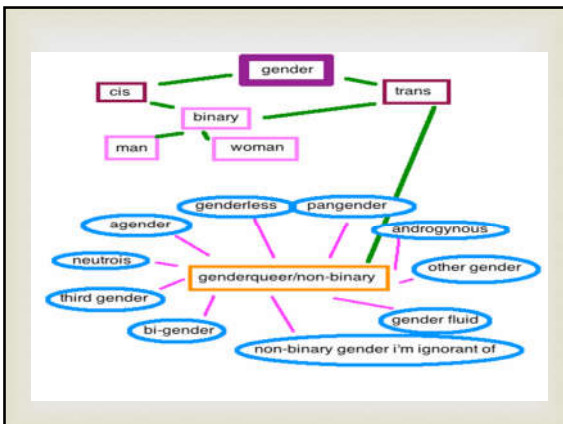 gender
cis
trans
binary
man
woman
genderless
pangender
agender
androgynous
neutrois
other gender
genderqueer/non-binary
third gender
gender fluid
bi-gender
non-binary gender i'm ignorant of